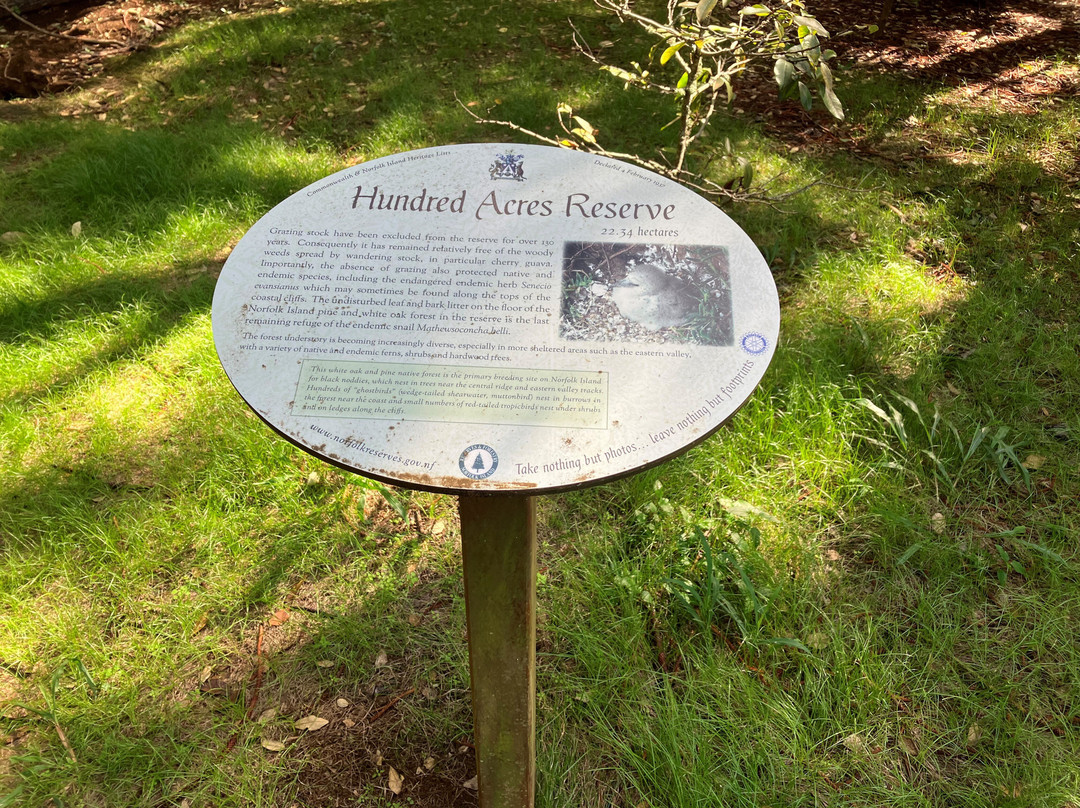 Commonwealth & Norfolk Island Heritage Lists
Declared 4 February 1937
Hundred Acres Reserve
22.34 hectares
Grazing stock have been excluded from the reserve for over 130
years. Consequently it has remained relatively free of the woody
weeds spread by wandering stock, in particular cherry guava.
Importantly, the absence of grazing also protected native and
endemic species, including the endangered endemic herb Senecio
evansianus which may sometimes be found along the tops of the
coastal cliffs. The undisturbed leaf and bark litter on the floor of the
Norfolk Island pine and white oak forest in the reserve is the last
remaining refuge of the endemic snail Mathewsoconcha belli.
The forest understory is becoming increasingly diverse, especially in more sheltered areas such as the eastern valley,
with a variety of native and endemic ferns, shrubs and hardwood trees.
This white oak and pine native forest is the primary breeding site on Norfolk Island
for black noddies, which nest in trees near the central ridge and eastern valley tracks.
Hundreds of "ghostbirds" (wedge-tailed shearwater, muttonbird) nest in burrows in
the forest near the coast and small numbers of red-tailed tropicbirds nest under shrubs
and on ledges along the cliffs.
www.norfolkreserves.gov.nf
Take nothing but photos... leave nothing but footprints